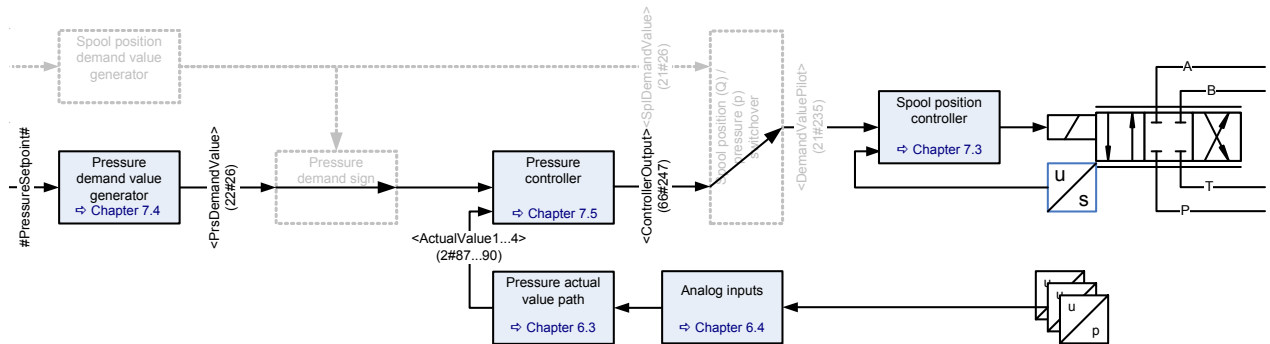 Spool position
demand value
generator
<SplDemandValue>
(21#26)
Spool position (Q) /
pressure (p)
switchover
<DemandValuePilot>
(21#235)
Spool position
controller
⇨ Chapter 7.3
A
B
T
P
u
s
#PressureSetpoint#
Pressure
demand value
generator
⇨ Chapter 7.4
<PrsDemandValue>
(22#26)
Pressure
demand sign
Pressure
controller
⇨ Chapter 7.5
<ControllerOutput>
(66#247)
<ActualValue1...4>
(2#87...90)
Pressure actual
value path
⇨ Chapter 6.3
Analog inputs
⇨ Chapter 6.4
u
u
u
p